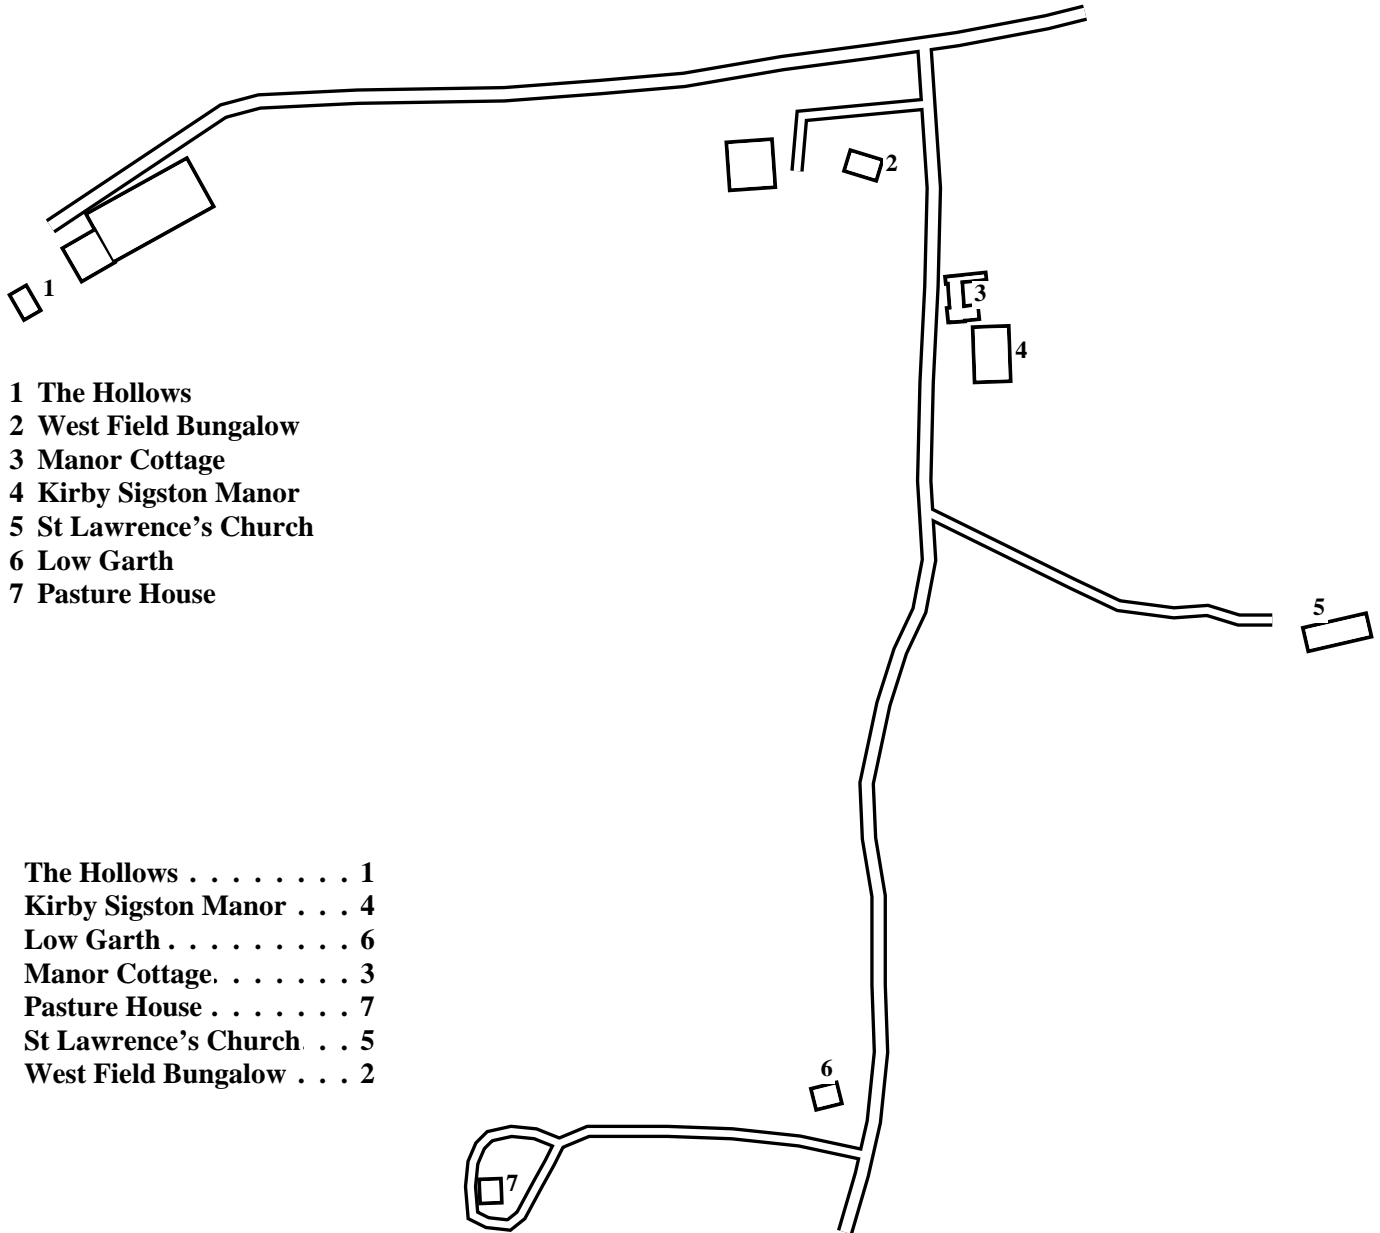 2
1
3
4
1 The Hollows
2 West Field Bungalow
3 Manor Cottage
4 Kirby Sigston Manor
5 St Lawrence’s Church
6 Low Garth
7 Pasture House
5
The Hollows . . . . . . . . 1
Kirby Sigston Manor . . . 4
Low Garth . . . . . . . . . 6
Manor Cottage. . . . . . . 3
Pasture House . . . . . . . 7
St Lawrence’s Church. . . 5
West Field Bungalow . . . 2
6
7